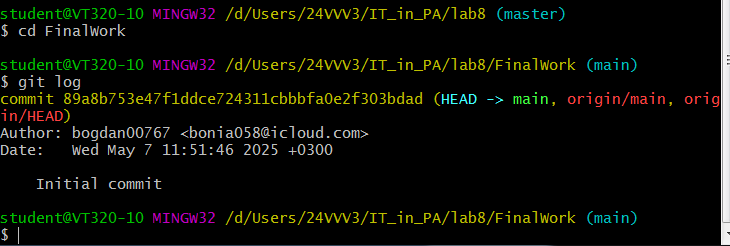 student@VT320-10 MINGW32 /d/Users/24VVV3/IT_in_PA/lab8 (master)
$ cd FinalWork
student@VT320-10 MINGW32 /d/Users/24VVV3/IT_in_PA/lab8/FinalWork (main)
$ git log
commit 89a8b753e47f1ddce724311cbbbfa0e2f303bdad (HEAD -> main, origin/main, orig
in/HEAD)
Author: bogdan00767 <bonia058@icloud.com>
Date:   Wed May 7 11:51:46 2025 +0300
    Initial commit
student@VT320-10 MINGW32 /d/Users/24VVV3/IT_in_PA/lab8/FinalWork (main)
$